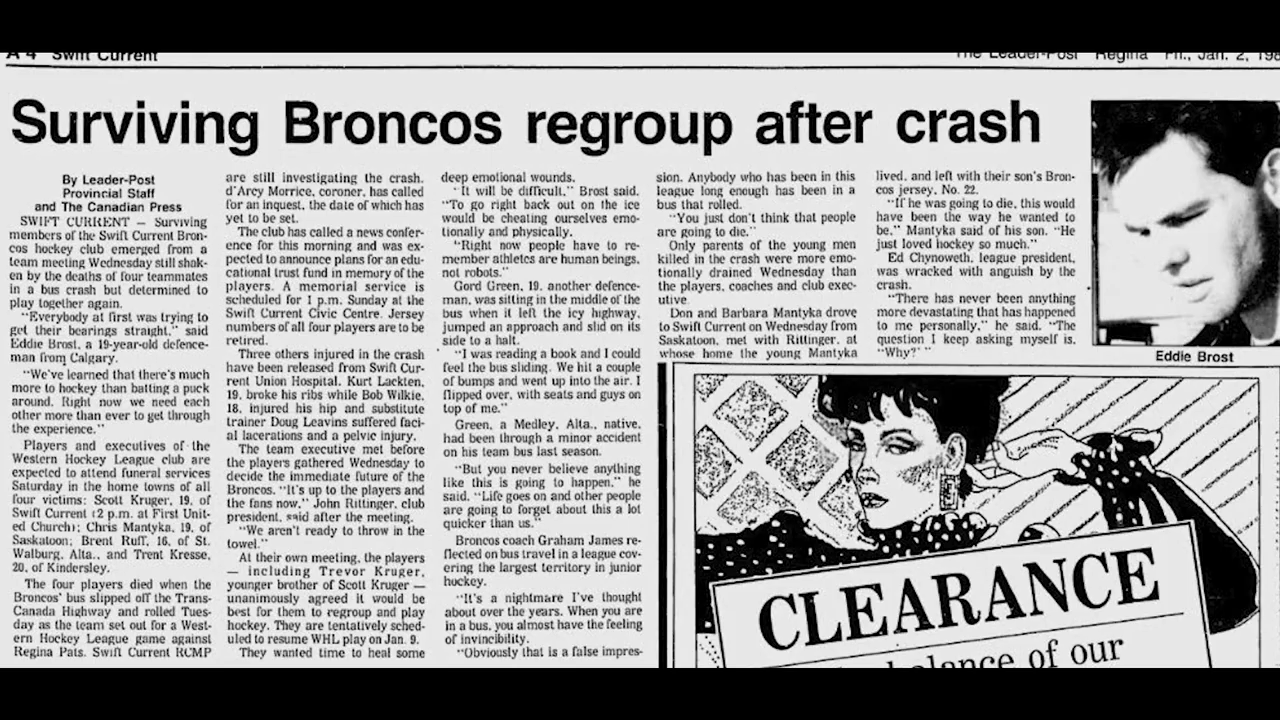 A 4 Swift Current
The Leader-Post Regina Fri., Jan. 2, 198
Surviving Broncos regroup after crash
By Leader-Post
Provincial Staff
and The Canadian Press
SWIFT CURRENT — Surviving
members of the Swift Current Bron-
cos hockey club emerged from a
team meeting Wednesday still shak-
en by the deaths of four teammates
in a bus crash but determined to
play together again.
"Everybody at first was trying to
get their bearings straight," said
Eddie Brost, a 19-year-old defence-
man from Calgary.
"We've learned that there's much
more to hockey than batting a puck
around. Right now we need each
other more than ever to get through
the experience."
Players and executives of the
Western Hockey League club are
expected to attend funeral services
Saturday in the home towns of all
four victims: Scott Kruger, 19, of
Swift Current (2 p.m. at First Unit-
ed Church); Chris Mantyka, 19, of
Saskatoon; Brent Ruff, 16, of St.
Walburg, Alta., and Trent Kresse,
20, of Kindersley.
The four players died when the
Broncos' bus slipped off the Trans-
Canada Highway and rolled Tues-
day as the team set out for a West-
ern Hockey League game against
Regina Pats. Swift Current RCMP
are still investigating the crash.
d'Arcy Morrice, coroner, has called
for an inquest, the date of which has
yet to be set.
The club has called a news confer-
ence for this morning and was ex-
pected to announce plans for an edu-
cational trust fund in memory of the
players. A memorial service is
scheduled for 1 p.m. Sunday at the
Swift Current Civic Centre. Jersey
numbers of all four players are to be
retired.
Three others injured in the crash
have been released from Swift Cur-
rent Union Hospital. Kurt Lackten,
19, broke his ribs while Bob Wilkie,
18, injured his hip and substitute
trainer Doug Leavins suffered faci-
al lacerations and a pelvic injury.
The team executive met before
the players gathered Wednesday to
decide the immediate future of the
Broncos. "It's up to the players and
the fans now," John Rittinger, club
president, said after the meeting.
"We aren't ready to throw in the
towel."
At their own meeting, the players
— including Trevor Kruger,
younger brother of Scott Kruger —
unanimously agreed it would be
best for them to regroup and play
hockey. They are tentatively sched-
uled to resume WHL play on Jan. 9.
They wanted time to heal some
deep emotional wounds.
"It will be difficult," Brost said.
"To go right back out on the ice
would be cheating ourselves emo-
tionally and physically.
"Right now people have to re-
member athletes are human beings,
not robots."
Gord Green, 19, another defence-
man, was sitting in the middle of the
bus when it left the icy highway,
jumped an approach and slid on its
side to a halt.
"I was reading a book and I could
feel the bus sliding. We hit a couple
of bumps and went up into the air. I
flipped over, with seats and guys on
top of me."
Green, a Medley, Alta., native,
had been through a minor accident
on his team bus last season.
"But you never believe anything
like this is going to happen," he
said. "Life goes on and other people
are going to forget about this a lot
quicker than us."
Broncos coach Graham James re-
flected on bus travel in a league cov-
ering the largest territory in junior
hockey.
"It's a nightmare I've thought
about over the years. When you are
in a bus, you almost have the feeling
of invincibility.
"Obviously that is a false impres-
sion. Anybody who has been in this
league long enough has been in a
bus that rolled.
"You just don't think that people
are going to die."
Only parents of the young men
killed in the crash were more emo-
tionally drained Wednesday than
the players, coaches and club exec-
utive.
Don and Barbara Mantyka drove
to Swift Current on Wednesday from
Saskatoon, met with Rittinger, at
whose home the young Mantyka
lived, and left with their son's Bron-
cos jersey, No. 22.
"If he was going to die, this would
have been the way he wanted to
be," Mantyka said of his son. "He
just loved hockey so much."
Ed Chynoweth, league president,
was wracked with anguish by the
crash.
"There has never been anything
more devastating that has happened
to me personally," he said. "The
question I keep asking myself is,
"Why?' "
Eddie Brost
CLEARANCE
balance of our